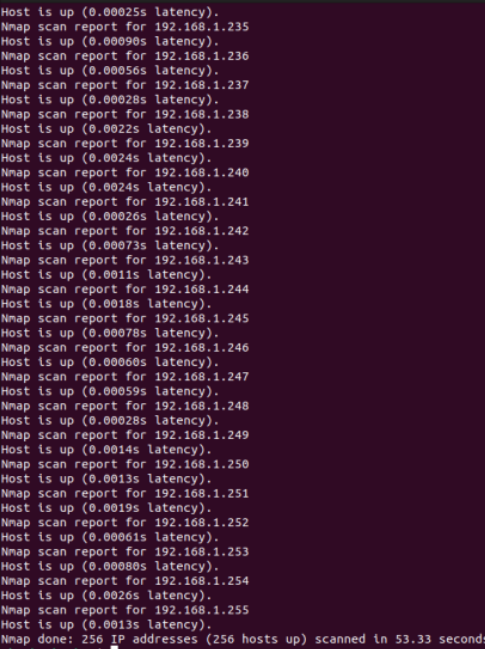 Host is up (0.00025s latency).
Nmap scan report for 192.168.1.235
Host is up (0.00090s latency).
Nmap scan report for 192.168.1.236
Host is up (0.00056s latency).
Nmap scan report for 192.168.1.237
Host is up (0.00028s latency).
Nmap scan report for 192.168.1.238
Host is up (0.0022s latency).
Nmap scan report for 192.168.1.239
Host is up (0.0024s latency).
Nmap scan report for 192.168.1.240
Host is up (0.0024s latency).
Nmap scan report for 192.168.1.241
Host is up (0.00026s latency).
Nmap scan report for 192.168.1.242
Host is up (0.00073s latency).
Nmap scan report for 192.168.1.243
Host is up (0.0011s latency).
Nmap scan report for 192.168.1.244
Host is up (0.0018s latency).
Nmap scan report for 192.168.1.245
Host is up (0.00078s latency).
Nmap scan report for 192.168.1.246
Host is up (0.00060s latency).
Nmap scan report for 192.168.1.247
Host is up (0.00059s latency).
Nmap scan report for 192.168.1.248
Host is up (0.00028s latency).
Nmap scan report for 192.168.1.249
Host is up (0.0014s latency).
Nmap scan report for 192.168.1.250
Host is up (0.0013s latency).
Nmap scan report for 192.168.1.251
Host is up (0.0019s latency).
Nmap scan report for 192.168.1.252
Host is up (0.00061s latency).
Nmap scan report for 192.168.1.253
Host is up (0.00080s latency).
Nmap scan report for 192.168.1.254
Host is up (0.0026s latency).
Nmap scan report for 192.168.1.255
Host is up (0.0013s latency).
Nmap done: 256 IP addresses (256 hosts up) scanned in 53.33 seconds